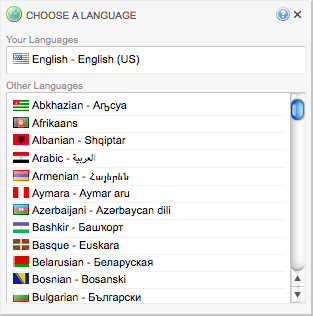 CHOOSE A LANGUAGE
Your Languages
English - English (US)
Other Languages
Abkhazian - Аҧсуа
Afrikaans
Albanian - Shqiptar
Arabic - العربية
Armenian - Հայերեն
Aymara - Aymar aru
Azerbaijani - Azərbaycan dili
Bashkir - Башкорт
Basque - Euskara
Belarusian - Беларуская
Bosnian - Bosanski
Bulgarian - Български